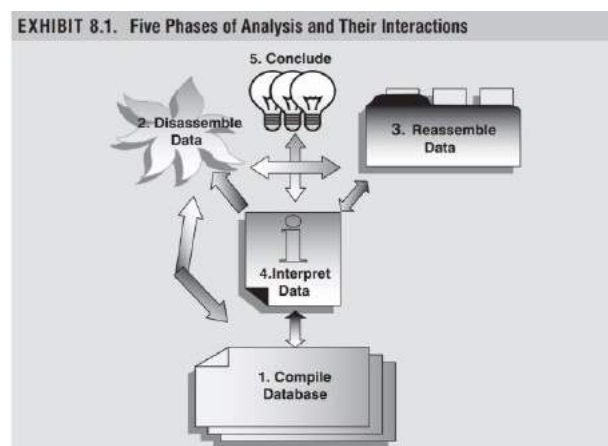 EXHIBIT 8.1. Five Phases of Analysis and Their Interactions
5. Conclude
2. Disassemble
Data
3. Reassemble
Data
4.Interpret
Data
1. Compile
Database